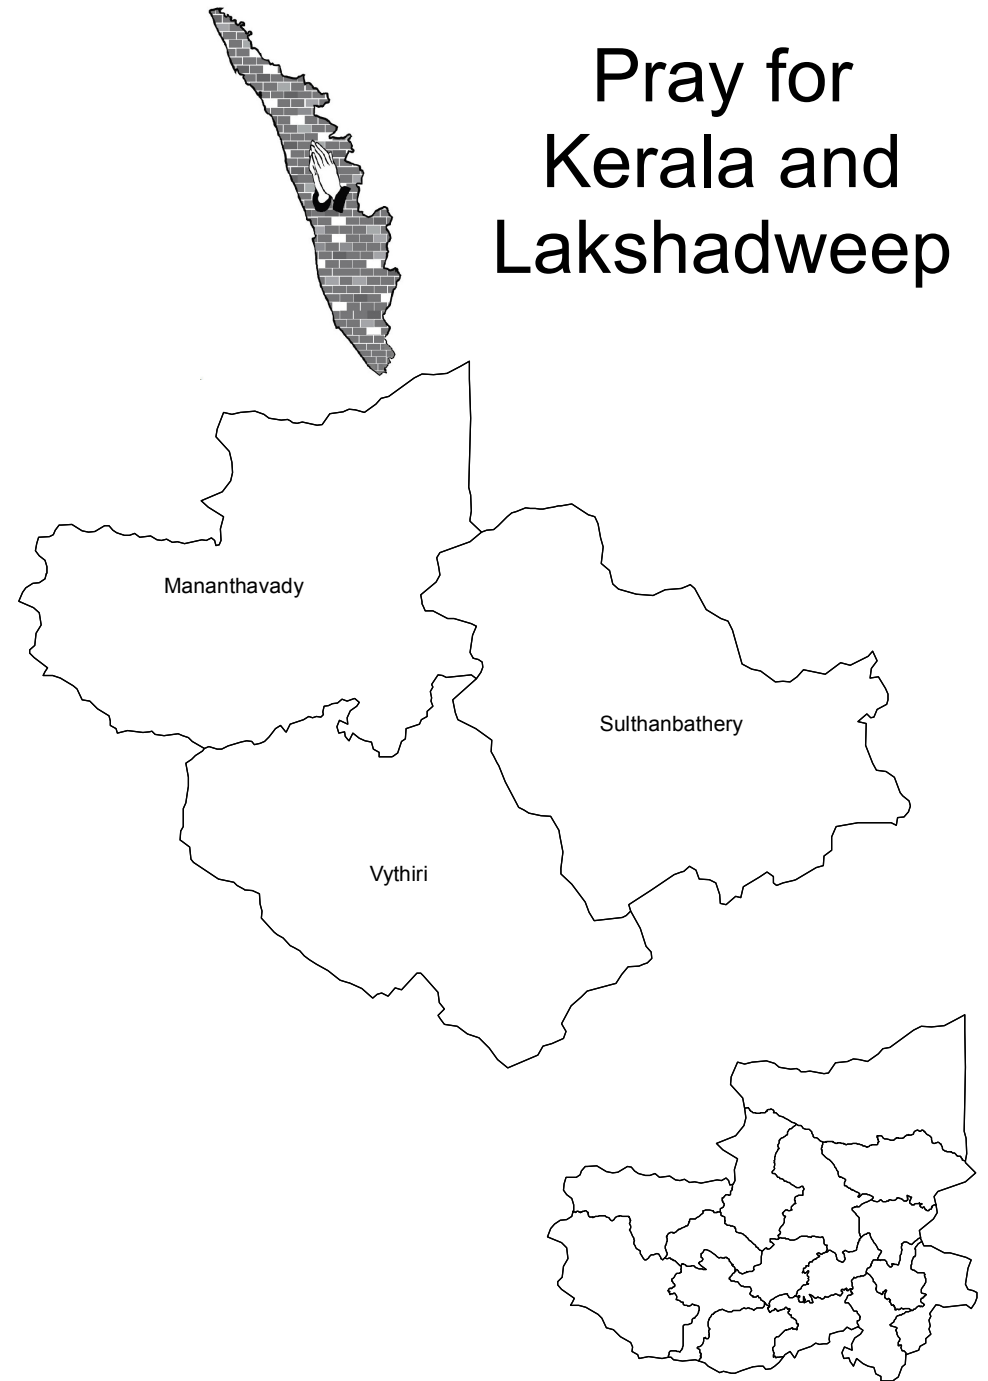 Pray for
Kerala and
Lakshadweep
Mananthavady
Sulthanbathery
Vythiri